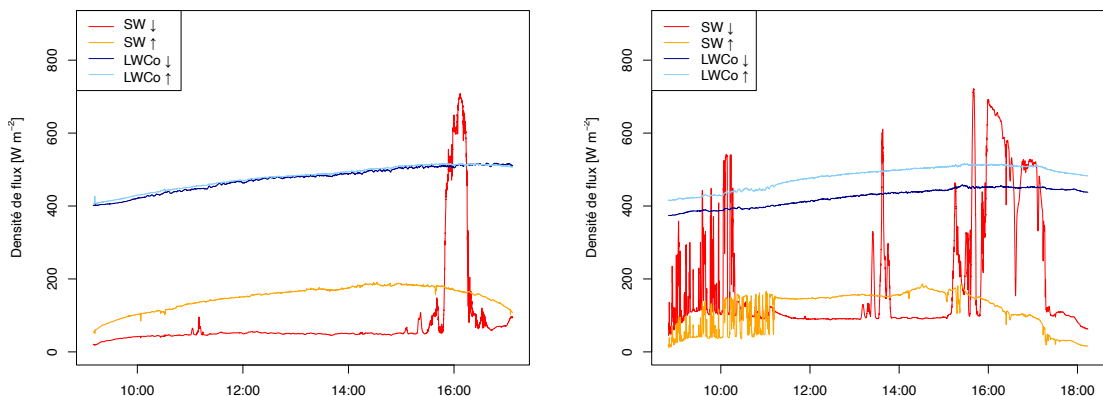 SW ↓
SW ↑
LWCo ↓
LWCo ↑
Densité de flux [W m⁻²]
800
600
400
200
0
10:00 12:00 14:00 16:00
SW ↓
SW ↑
LWCo ↓
LWCo ↑
Densité de flux [W m⁻²]
800
600
400
200
0
10:00 12:00 14:00 16:00 18:00